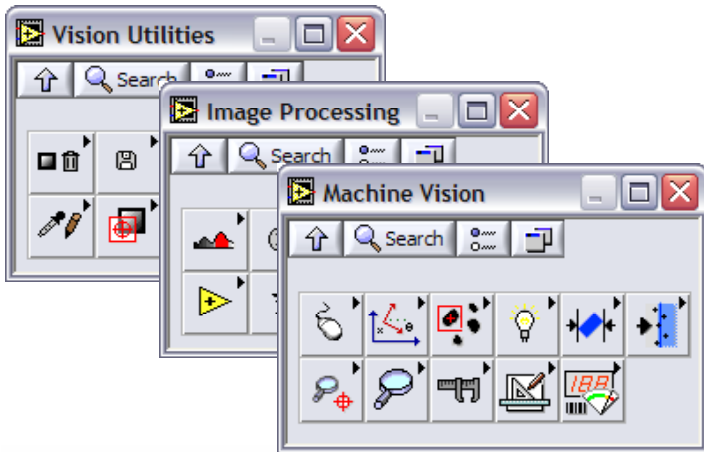 Vision Utilities
Search
Image Processing
Search
Machine Vision
Search
188